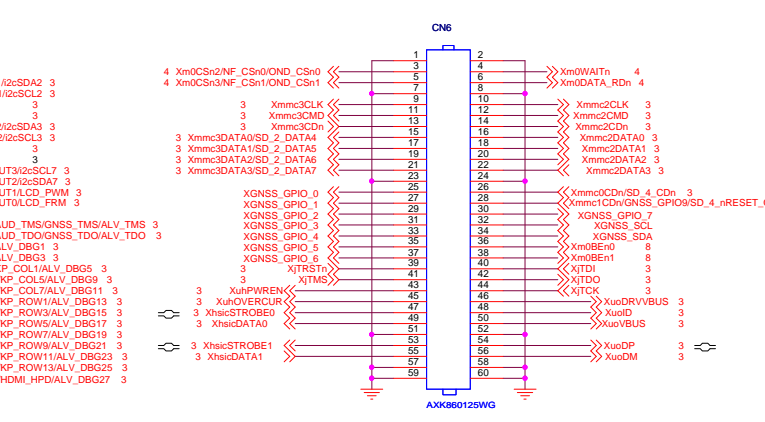 CN6
1 2
4 Xm0CSn2/NF_CSn0/OND_CSn0 3 4 Xm0WAITn 4
/i2cSDA2 3 4 Xm0CSn3/NF_CSn1/OND_CSn1 5 6 Xm0DATA_RDn 4
/i2cSCL2 3 7 8
3 3 Xmmc3CLK 9 10 Xmmc2CLK 3
3 3 Xmmc3CMD 11 12 Xmmc2CMD 3
/i2cSDA3 3 3 Xmmc3CDn 13 14 Xmmc2CDn 3
/i2cSCL3 3 3 Xmmc3DATA0/SD_2_DATA4 15 16 Xmmc2DATA0 3
3 3 Xmmc3DATA1/SD_2_DATA5 17 18 Xmmc2DATA1 3
3 3 Xmmc3DATA2/SD_2_DATA6 19 20 Xmmc2DATA2 3
UT3/i2cSCL7 3 3 Xmmc3DATA3/SD_2_DATA7 21 22 Xmmc2DATA3 3
UT2/i2cSDA7 3 23 24
UT1/LCD_PWM 3 XGNSS_GPIO_0 25 26 Xmmc0CDn/SD_4_CDn 3
UT0/LCD_FRM 3 XGNSS_GPIO_1 27 28 Xmmc1CDn/GNSS_GPIO9/SD_4_nRESET_
XGNSS_GPIO_2 29 30 XGNSS_GPIO_7
AUD_TMS/GNSS_TMS/ALV_TMS 3 XGNSS_GPIO_3 31 32 XGNSS_SCL
AUD_TDO/GNSS_TDO/ALV_TDO 3 XGNSS_GPIO_4 33 34 XGNSS_SDA
ALV_DBG1 3 XGNSS_GPIO_5 35 36 Xm0BEn0 8
ALV_DBG3 3 XGNSS_GPIO_6 37 38 Xm0BEn1 8
KP_COL1/ALV_DBG5 3 3 XjTRSTn 39 40 XjTDI 3
KP_COL5/ALV_DBG9 3 3 XjTMS 41 42 XjTDO 3
KP_COL7/ALV_DBG11 3 3 XuhPWREN 43 44 XjTCK 3
KP_ROW1/ALV_DBG13 3 3 XuhOVERCUR 45 46 XuoDRVVBUS 3
KP_ROW3/ALV_DBG15 3 3 XhsicSTROBE0 47 48 XuoID 3
KP_ROW5/ALV_DBG17 3 3 XhsicDATA0 49 50 XuoVBUS 3
KP_ROW7/ALV_DBG19 3 51 52
KP_ROW9/ALV_DBG21 3 3 XhsicSTROBE1 53 54 XuoDP 3
KP_ROW11/ALV_DBG23 3 3 XhsicDATA1 55 56 XuoDM 3
KP_ROW13/ALV_DBG25 3 57 58
/HDMI_HPD/ALV_DBG27 3 59 60
AXK860125WG